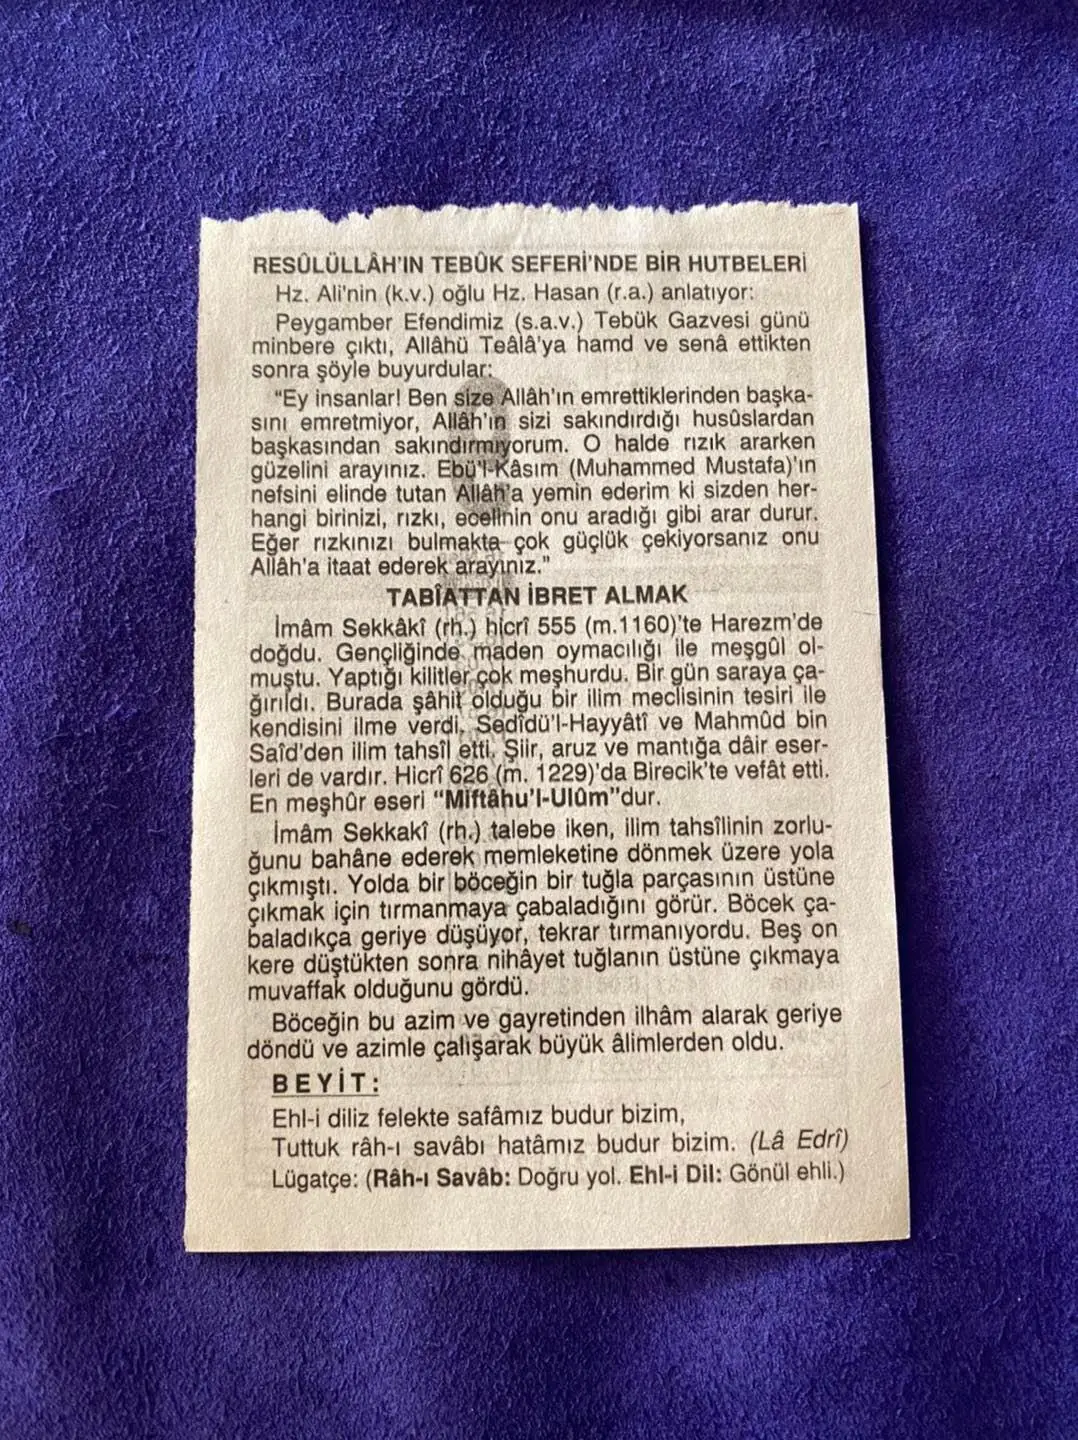 RESÛLÜLLÂH'IN TEBÛK SEFERİ'NDE BİR HUTBELERİ
Hz. Ali'nin (k.v.) oğlu Hz. Hasan (r.a.) anlatıyor:
Peygamber Efendimiz (s.a.v.) Tebük Gazvesi günü
minbere çıktı, Allâhü Teâlâ'ya hamd ve senâ ettikten
sonra şöyle buyurdular:
“Ey insanlar! Ben size Allâh'ın emrettiklerinden başka-
sını emretmiyor, Allâh'ın sizi sakındırdığı husûslardan
başkasından sakındırmıyorum. O halde rızık ararken
güzelini arayınız. Ebü'l-Kâsım (Muhammed Mustafa)'ın
nefsini elinde tutan Allâh'a yemin ederim ki sizden her-
hangi birinizi, rızkı, ecelinin onu aradığı gibi arar durur.
Eğer rızkınızı bulmakta çok güçlük çekiyorsanız onu
Allâh'a itaat ederek arayınız."
TABÎATTAN İBRET ALMAK
İmâm Sekkâkî (rh.) hicrî 555 (m.1160)'te Harezm'de
doğdu. Gençliğinde maden oymacılığı ile meşgûl ol-
muştu. Yaptığı kilitler çok meşhurdu. Bir gün saraya ça-
ğırıldı. Burada şâhit olduğu bir ilim meclisinin tesiri ile
kendisini ilme verdi. Sedîdü'l-Hayyâtî ve Mahmûd bin
Saîd'den ilim tahsîl etti. Şiir, aruz ve mantığa dâir eser-
leri de vardır. Hicrî 626 (m. 1229)'da Birecik'te vefât etti.
En meşhûr eseri “Miftâhu'l-Ulûm”dur.
İmâm Sekkakî (rh.) talebe iken, ilim tahsîlinin zorlu-
ğunu bahâne ederek memleketine dönmek üzere yola
çıkmıştı. Yolda bir böceğin bir tuğla parçasının üstüne
çıkmak için tırmanmaya çabaladığını görür. Böcek ça-
baladıkça geriye düşüyor, tekrar tırmanıyordu. Beş on
kere düştükten sonra nihâyet tuğlanın üstüne çıkmaya
muvaffak olduğunu gördü.
Böceğin bu azim ve gayretinden ilhâm alarak geriye
döndü ve azimle çalışarak büyük âlimlerden oldu.
BEYİT:
Ehl-i diliz felekte safâmız budur bizim,
Tuttuk râh-ı savâbı hatâmız budur bizim. (Lâ Edrî)
Lügatçe: (Râh-ı Savâb: Doğru yol. Ehl-i Dil: Gönül ehli.)